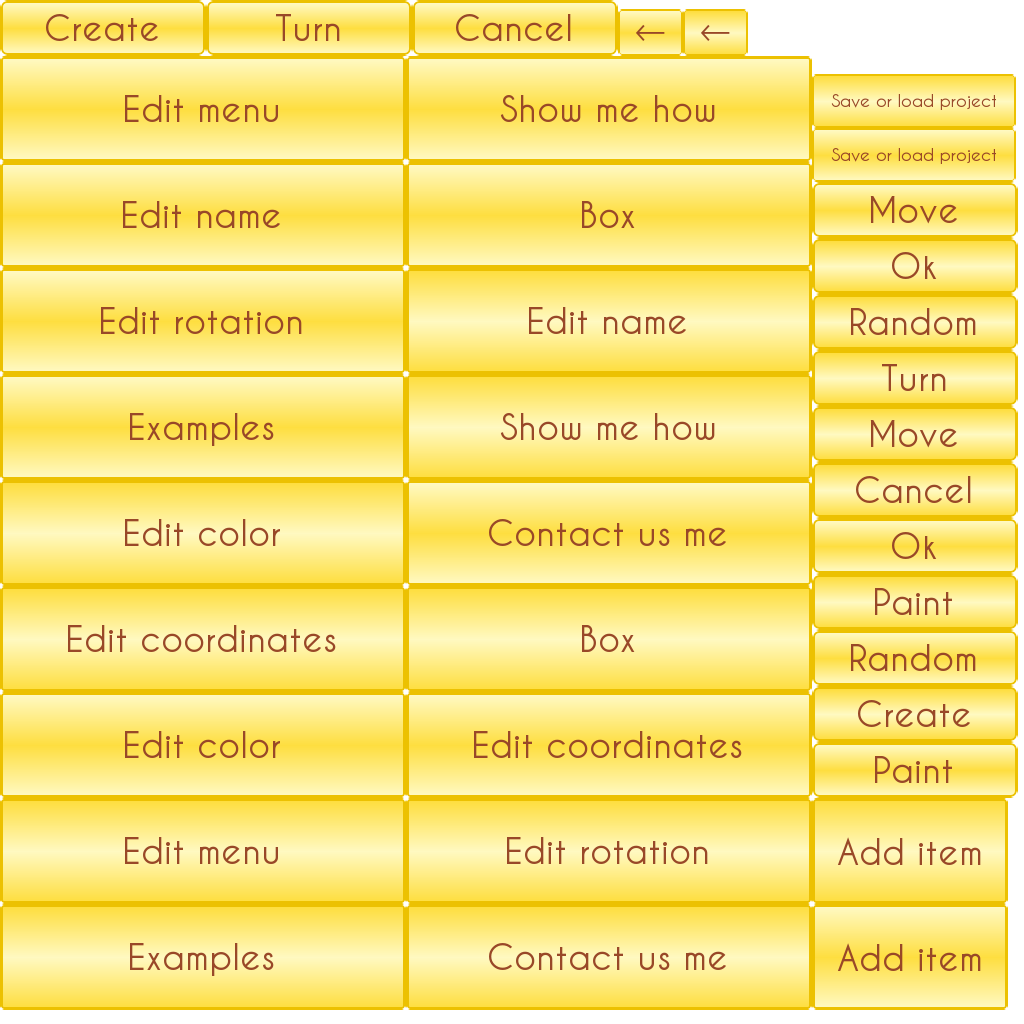 Create
Turn
Cancel
←
←
Edit menu
Show me how
Save or load project
Save or load project
Edit name
Box
Move
Ok
Edit rotation
Edit name
Random
Turn
Examples
Show me how
Move
Cancel
Edit color
Contact us me
Ok
Paint
Edit coordinates
Box
Random
Create
Edit color
Edit coordinates
Paint
Edit menu
Edit rotation
Add item
Examples
Contact us me
Add item